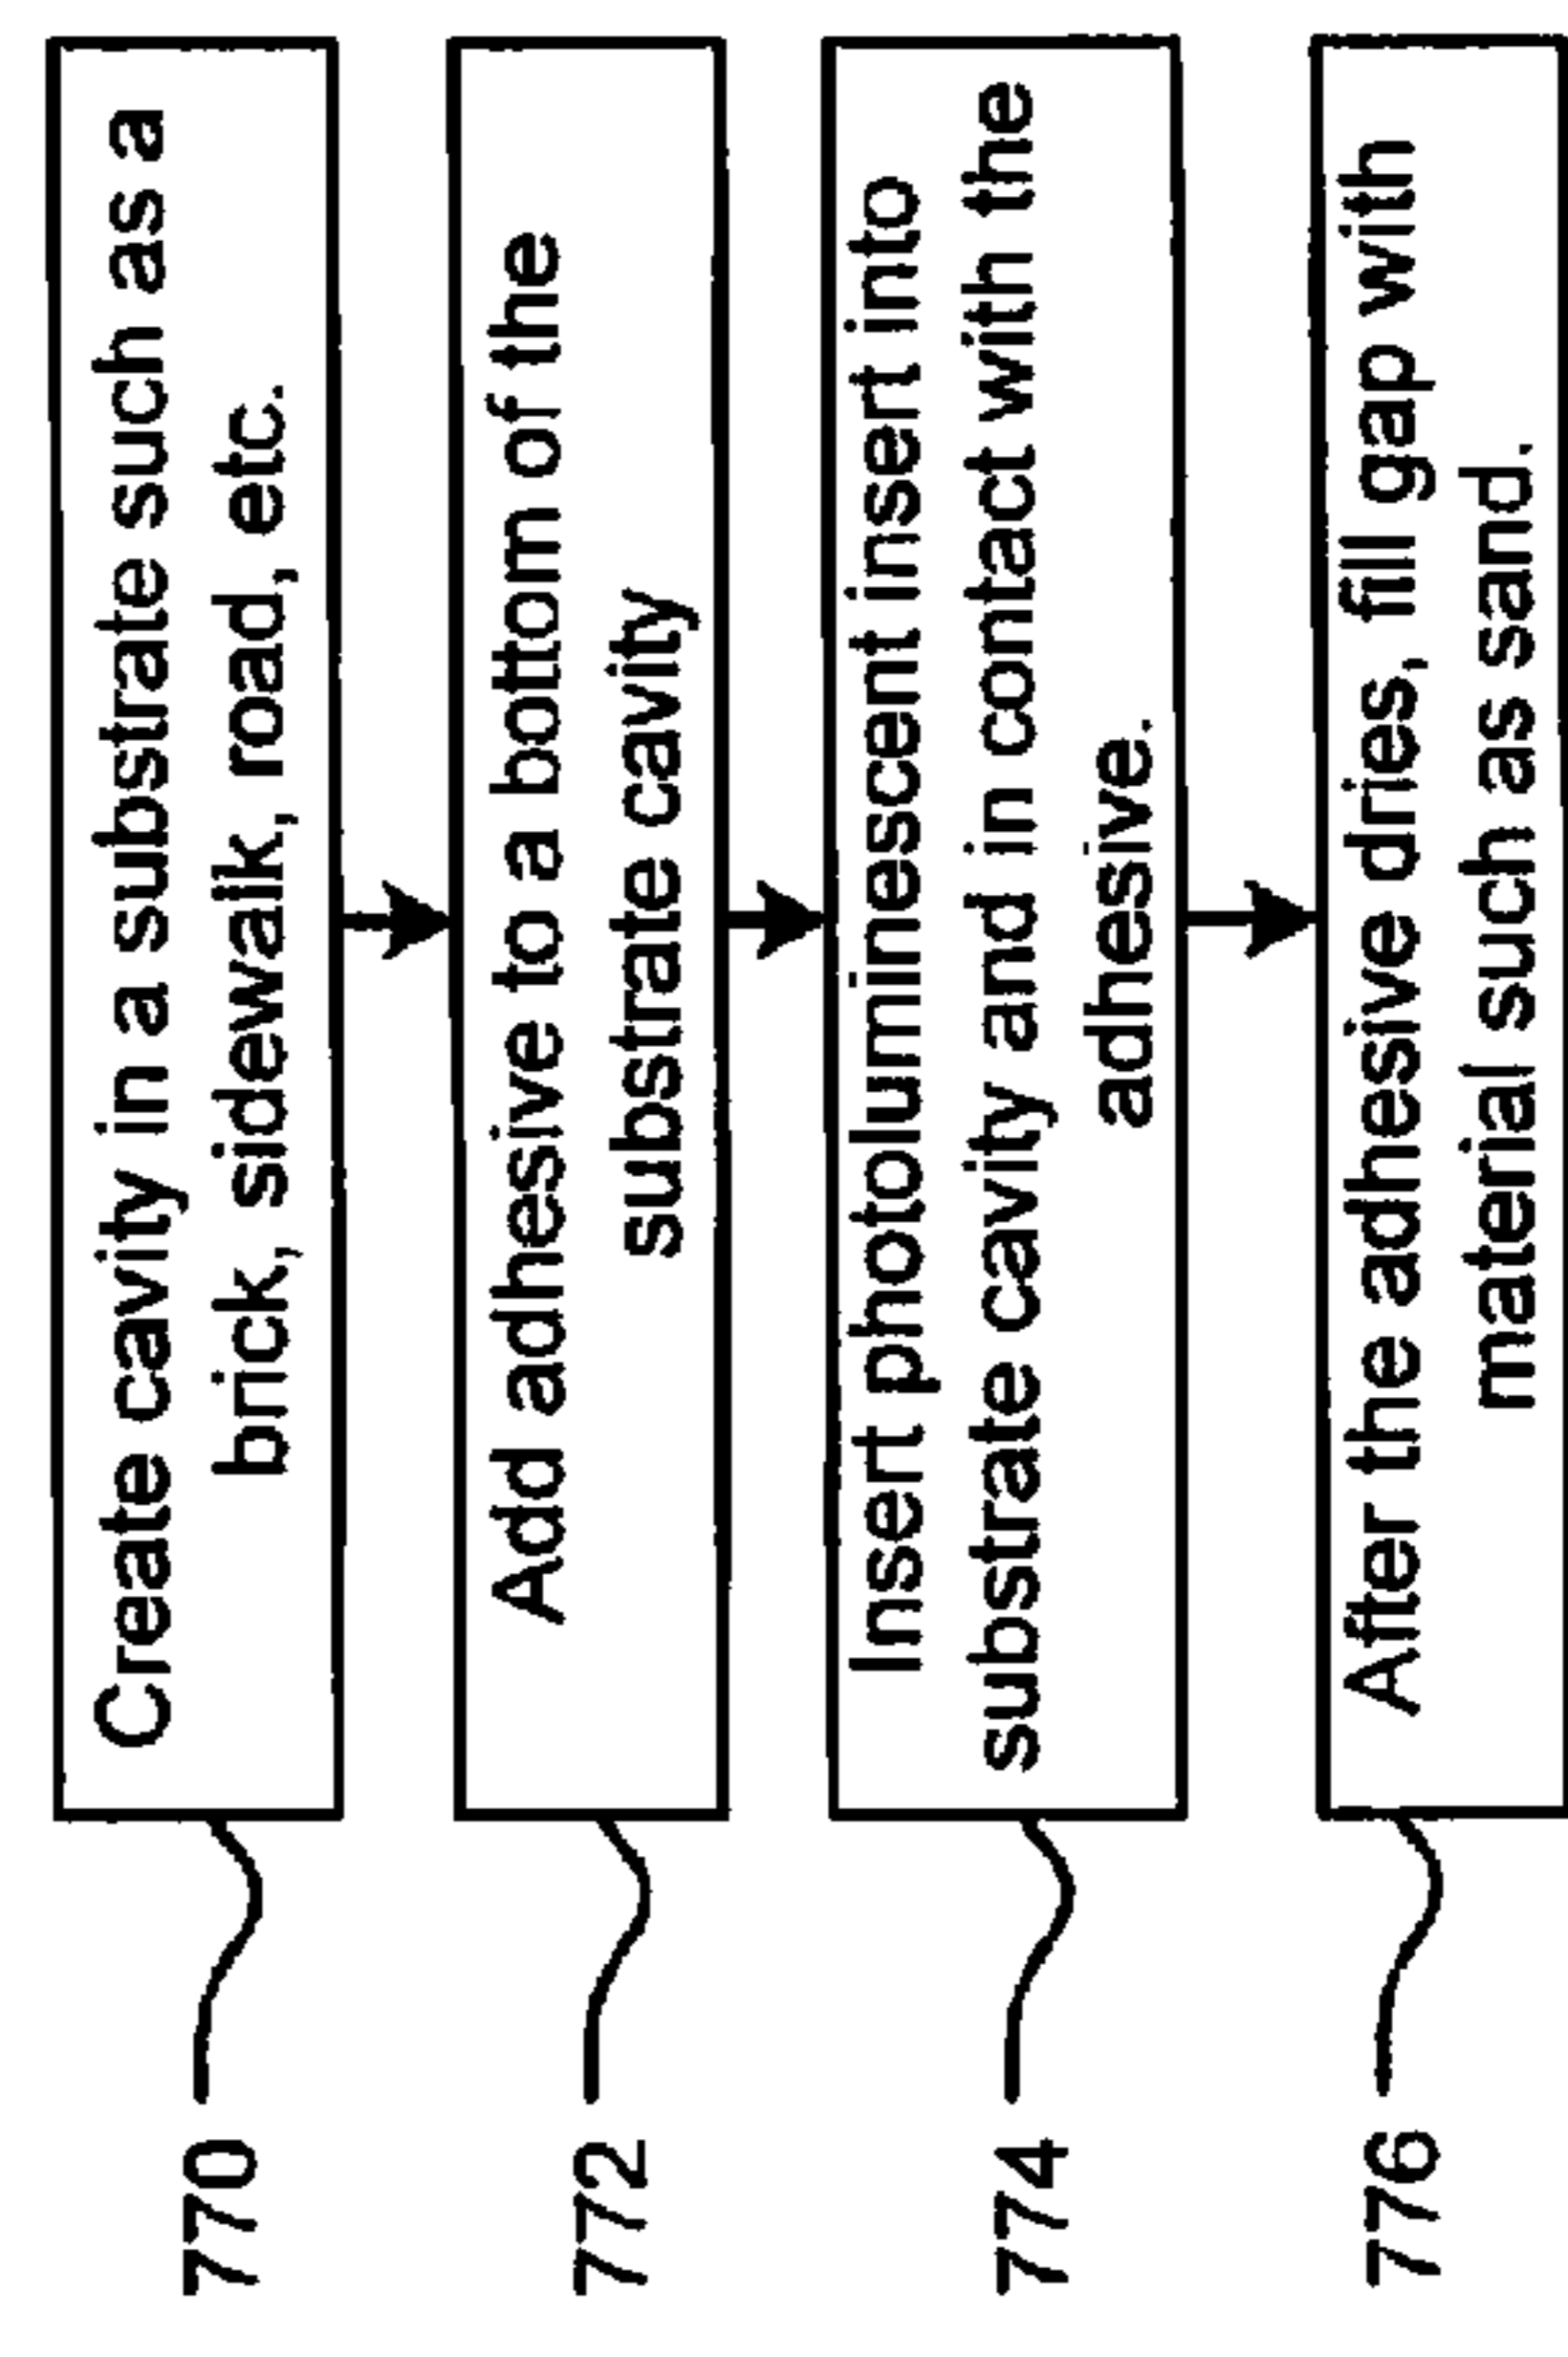 Create cavity in a substrate such as a
brick, sidewalk, road, etc.
770
Add adhesive to a bottom of the
substrate cavity
772
Insert photoluminescent insert into
substrate cavity and in contact with the
adhesive.
774
After the adhesive dries, fill gap with
material such as sand.
776